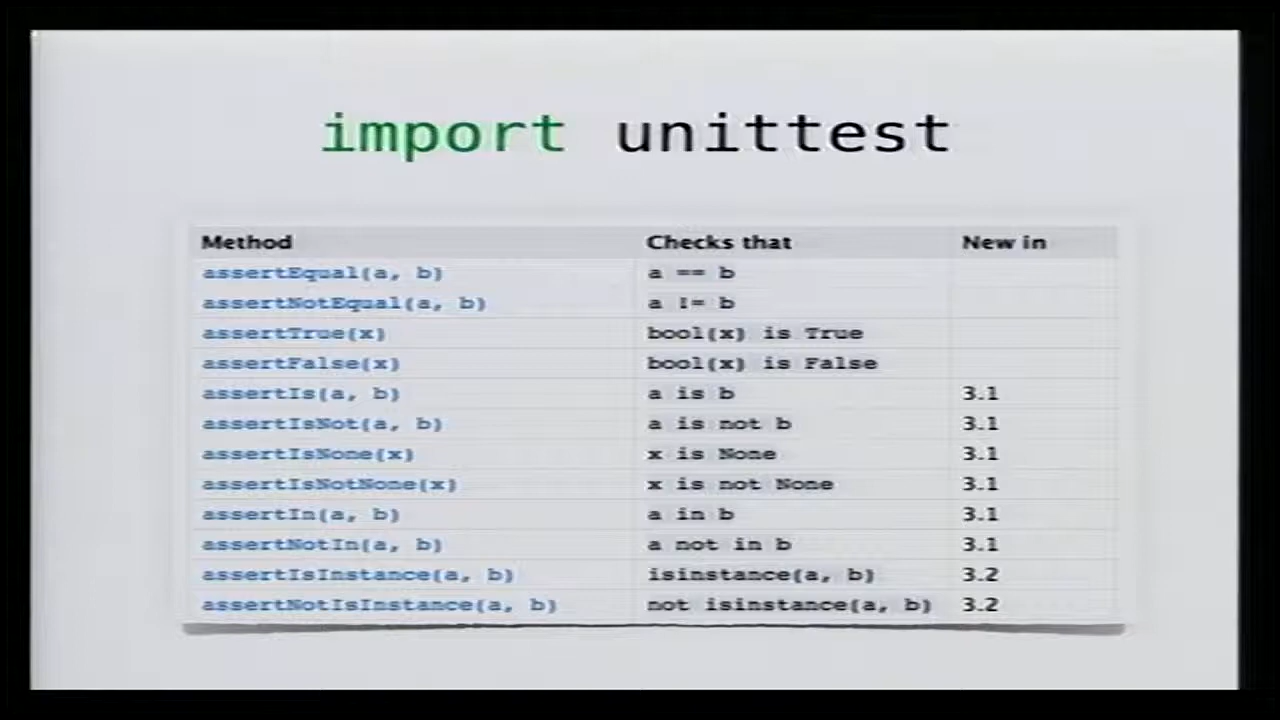 import unittest
Method Checks that New in
assertEqual(a, b) a == b
assertNotEqual(a, b) a != b
assertTrue(x) bool(x) is True
assertFalse(x) bool(x) is False
assertIs(a, b) a is b 3.1
assertIsNot(a, b) a is not b 3.1
assertIsNone(x) x is None 3.1
assertIsNotNone(x) x is not None 3.1
assertIn(a, b) a in b 3.1
assertNotIn(a, b) a not in b 3.1
assertIsInstance(a, b) isinstance(a, b) 3.2
assertNotIsInstance(a, b) not isinstance(a, b) 3.2